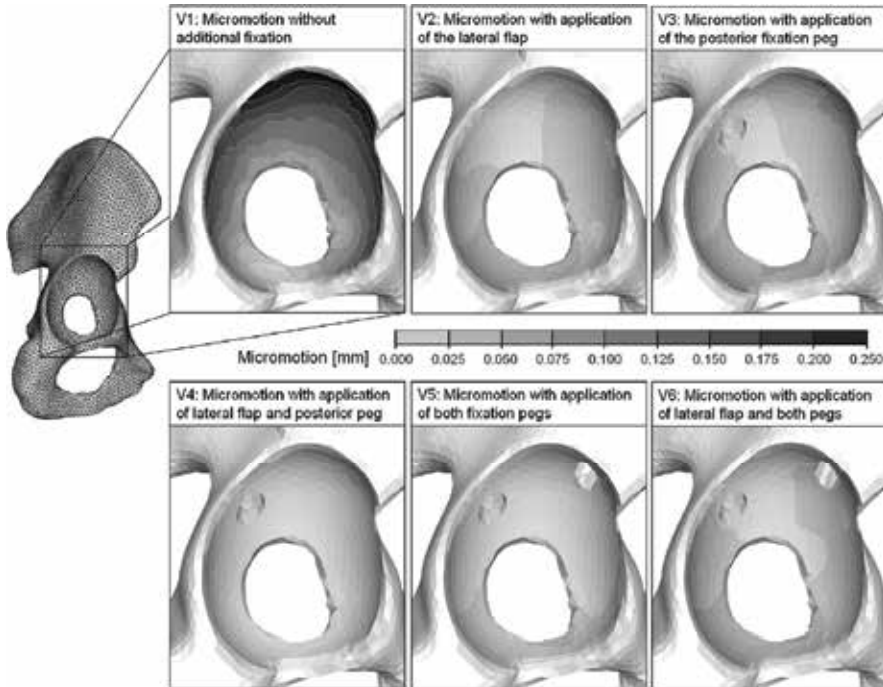 V1: Micromotion without
additional fixation
V2: Micromotion with application
of the lateral flap
V3: Micromotion with application
of the posterior fixation peg
Micromotion [mm]
0.000 0.025 0.050 0.075 0.100 0.125 0.150 0.175 0.200 0.250
V4: Micromotion with application
of lateral flap and posterior peg
V5: Micromotion with application
of both fixation pegs
V6: Micromotion with application
of lateral flap and both pegs